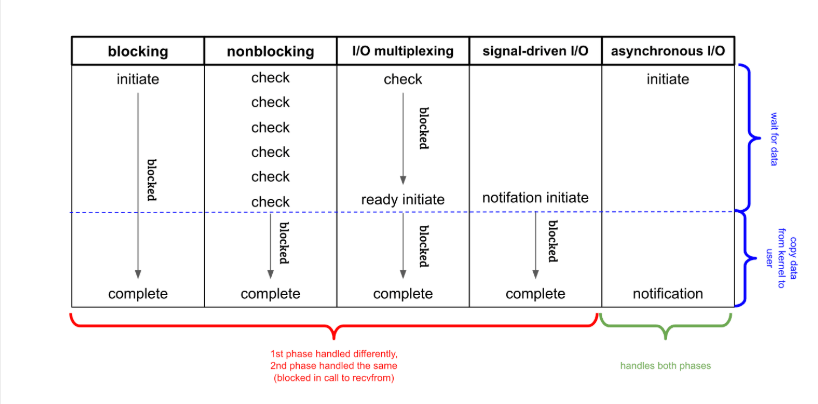 blocking nonblocking I/O multiplexing signal-driven I/O asynchronous I/O
initiate check check initiate
check
check
check
check
check ready initiate notifation initiate
blocked
blocked
blocked
blocked
blocked
complete complete complete complete notification
wait for data
copy data
from kernel to
user
1st phase handled differently,
2nd phase handled the same
(blocked in call to recvfrom)
handles both phases